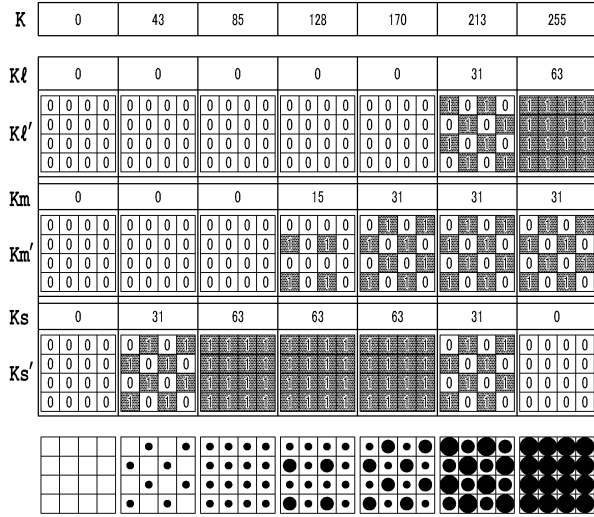 K 0 43 85 128 170 213 255
Kℓ 0 0 0 0 0 31 63
0 0 0 0 0 0 0 0 0 0 0 0 0 0 0 0 0 0 0 0 1 0 1 0 1 1 1 1
0 0 0 0 0 0 0 0 0 0 0 0 0 0 0 0 0 0 0 0 0 1 0 1 1 1 1 1
Kℓ′
0 0 0 0 0 0 0 0 0 0 0 0 0 0 0 0 0 0 0 0 1 0 1 0 1 1 1 1
0 0 0 0 0 0 0 0 0 0 0 0 0 0 0 0 0 0 0 0 0 1 0 1 1 1 1 1
Km 0 0 0 15 31 31 31
0 0 0 0 0 0 0 0 0 0 0 0 0 0 0 0 0 1 0 1 0 1 0 1 0 1 0 1
0 0 0 0 0 0 0 0 0 0 0 0 1 0 1 0 1 0 1 0 1 0 1 0 1 0 1 0
Km′
0 0 0 0 0 0 0 0 0 0 0 0 0 0 0 0 0 1 0 1 0 1 0 1 0 1 0 1
0 0 0 0 0 0 0 0 0 0 0 0 1 0 1 0 1 0 1 0 1 0 1 0 1 0 1 0
Ks 0 31 63 63 63 31 0
0 0 0 0 0 1 0 1 1 1 1 1 1 1 1 1 1 1 1 1 0 1 0 1 0 0 0 0
0 0 0 0 1 0 1 0 1 1 1 1 1 1 1 1 1 1 1 1 1 0 1 0 0 0 0 0
Ks′
0 0 0 0 0 1 0 1 1 1 1 1 1 1 1 1 1 1 1 1 0 1 0 1 0 0 0 0
0 0 0 0 1 0 1 0 1 1 1 1 1 1 1 1 1 1 1 1 1 0 1 0 0 0 0 0